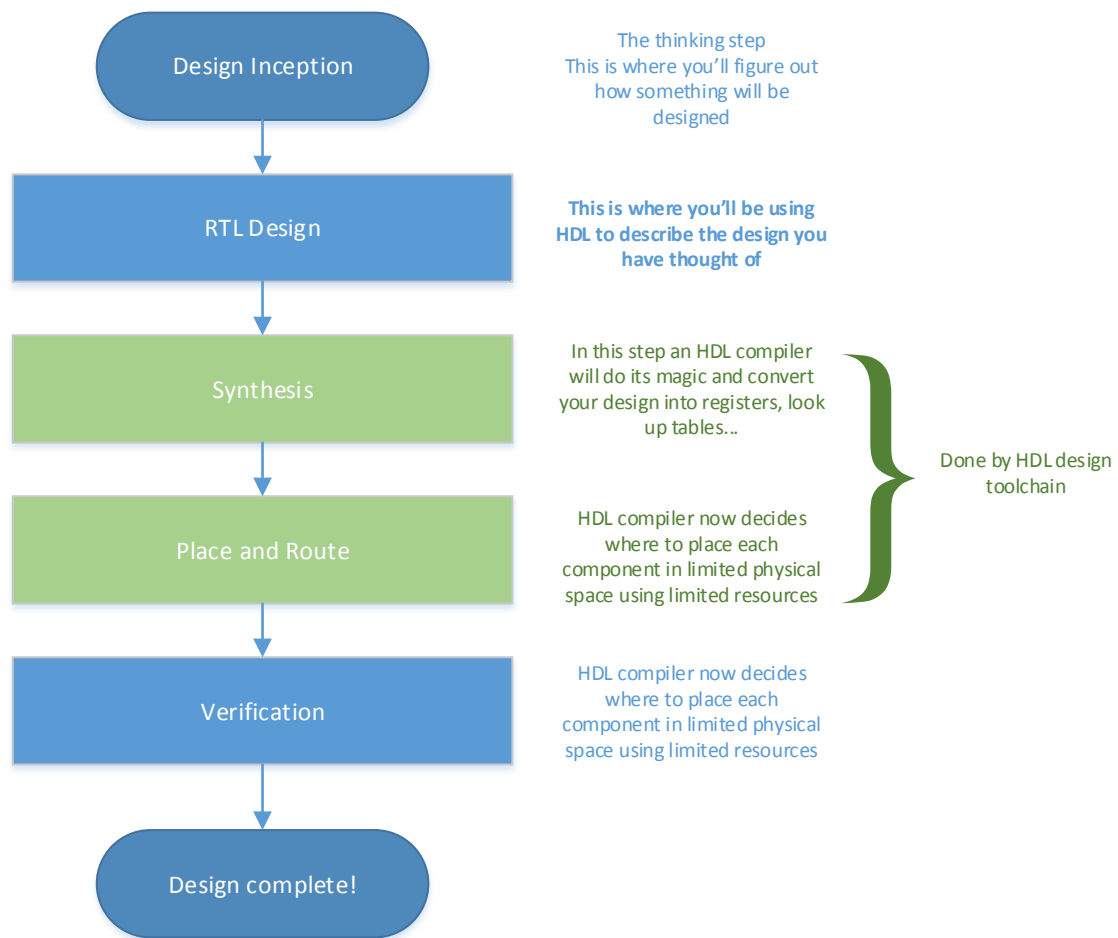 Design Inception
The thinking step
This is where you'll figure out
how something will be
designed
RTL Design
This is where you'll be using
HDL to describe the design you
have thought of
Synthesis
In this step an HDL compiler
will do its magic and convert
your design into registers, look
up tables...
Done by HDL design
toolchain
Place and Route
HDL compiler now decides
where to place each
component in limited physical
space using limited resources
Verification
HDL compiler now decides
where to place each
component in limited physical
space using limited resources
Design complete!